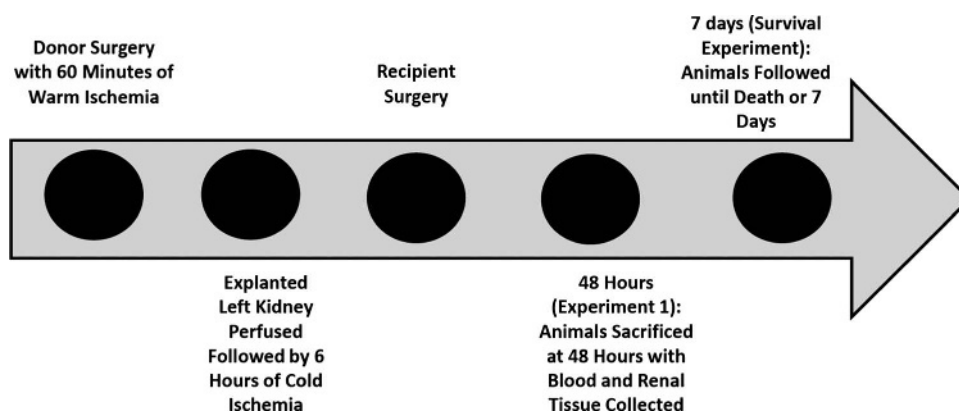 Donor Surgery
with 60 Minutes of
Warm Ischemia
Explanted
Left Kidney
Perfused
Followed by 6
Hours of Cold
Ischemia
Recipient
Surgery
48 Hours
(Experiment 1):
Animals Sacrificed
at 48 Hours with
Blood and Renal
Tissue Collected
7 days (Survival
Experiment):
Animals Followed
until Death or 7
Days